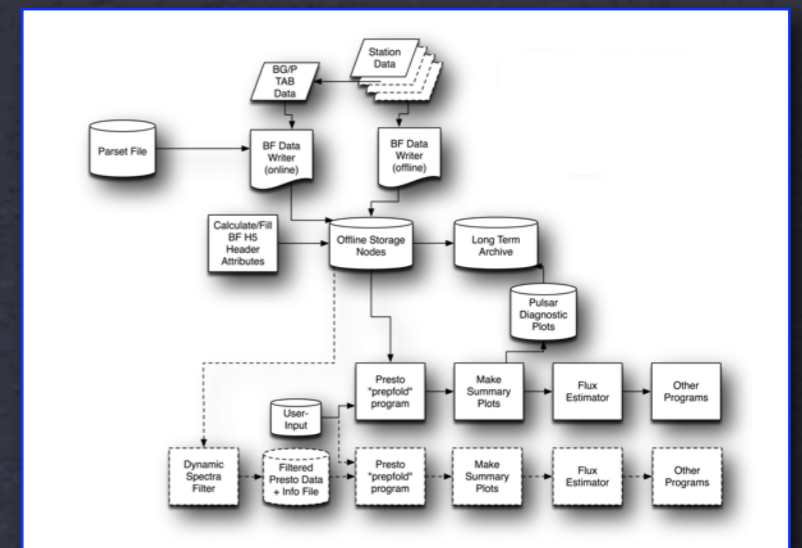 Station
Data
BG/P
TAB
Data
Parset File
BF Data
Writer
(online)
BF Data
Writer
(offline)
Calculate/Fill
BF H5
Header
Attributes
Offline Storage
Nodes
Long Term
Archive
Pulsar
Diagnostic
Plots
Presto
"prepfold"
program
Make
Summary
Plots
Flux
Estimator
Other
Programs
User-
Input
Dynamic
Spectra
Filter
Filtered
Presto Data
+ Info File
Presto
"prepfold"
program
Make
Summary
Plots
Flux
Estimator
Other
Programs